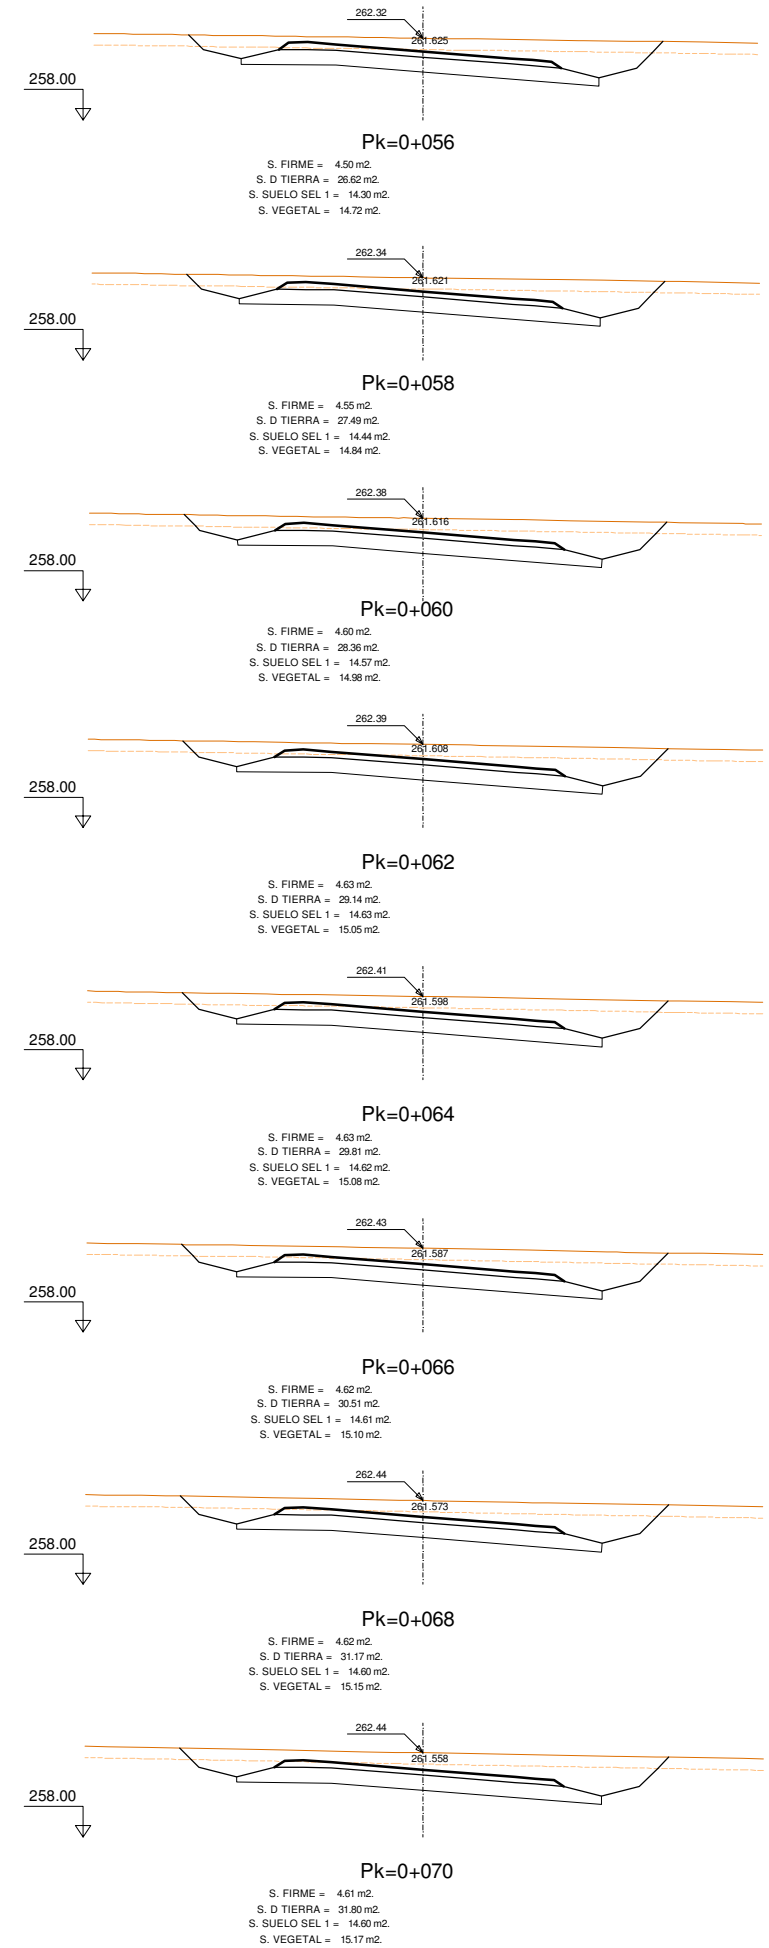 262.32
261.625
258.00
Pk=0+056
S. FIRME = 4.50 m2.
S. D TIERRA = 26.62 m2.
S. SUELO SEL 1 = 14.30 m2.
S. VEGETAL = 14.72 m2.
262.34
261.621
258.00
Pk=0+058
S. FIRME = 4.55 m2.
S. D TIERRA = 27.49 m2.
S. SUELO SEL 1 = 14.44 m2.
S. VEGETAL = 14.84 m2.
262.38
261.616
258.00
Pk=0+060
S. FIRME = 4.60 m2.
S. D TIERRA = 28.36 m2.
S. SUELO SEL 1 = 14.57 m2.
S. VEGETAL = 14.98 m2.
262.39
261.608
258.00
Pk=0+062
S. FIRME = 4.63 m2.
S. D TIERRA = 29.14 m2.
S. SUELO SEL 1 = 14.63 m2.
S. VEGETAL = 15.05 m2.
262.41
261.598
258.00
Pk=0+064
S. FIRME = 4.63 m2.
S. D TIERRA = 29.81 m2.
S. SUELO SEL 1 = 14.62 m2.
S. VEGETAL = 15.08 m2.
262.43
261.587
258.00
Pk=0+066
S. FIRME = 4.62 m2.
S. D TIERRA = 30.51 m2.
S. SUELO SEL 1 = 14.61 m2.
S. VEGETAL = 15.10 m2.
262.44
261.573
258.00
Pk=0+068
S. FIRME = 4.62 m2.
S. D TIERRA = 31.17 m2.
S. SUELO SEL 1 = 14.60 m2.
S. VEGETAL = 15.15 m2.
262.44
261.558
258.00
Pk=0+070
S. FIRME = 4.61 m2.
S. D TIERRA = 31.80 m2.
S. SUELO SEL 1 = 14.60 m2.
S. VEGETAL = 15.17 m2.